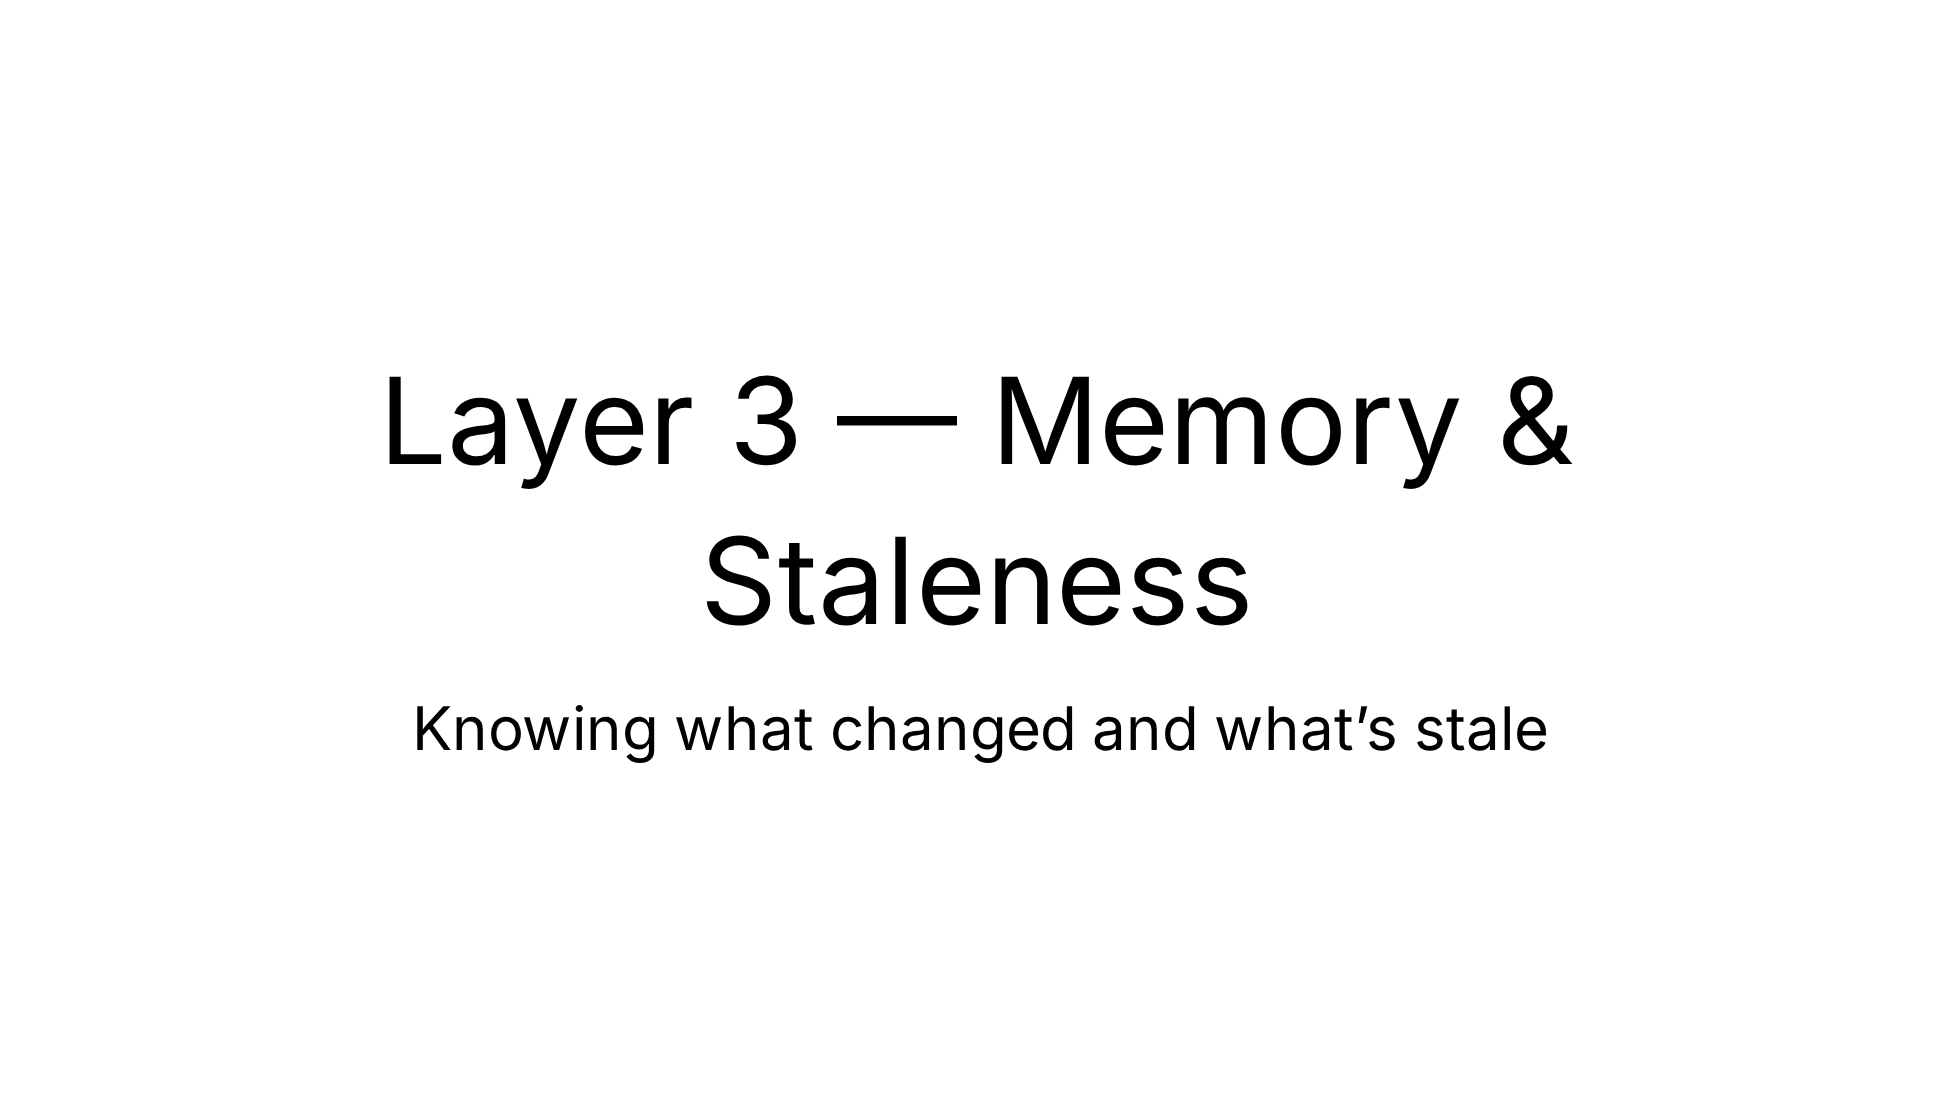 Layer 3 — Memory &
Staleness
Knowing what changed and what’s stale